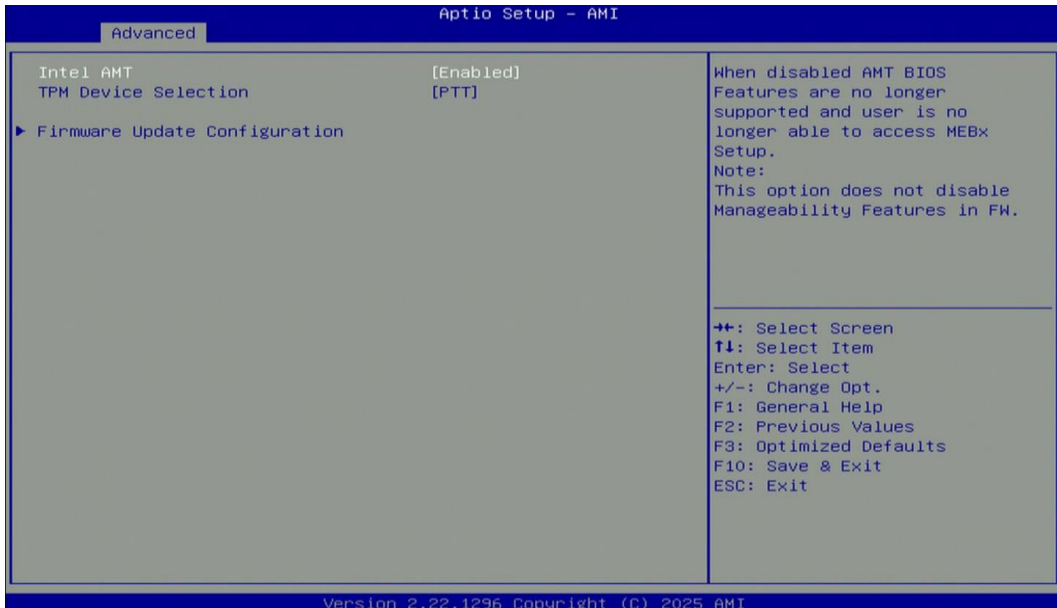 Aptio Setup – AMI
Advanced
Intel AMT [Enabled]
TPM Device Selection [PTT]
▶ Firmware Update Configuration
When disabled AMT BIOS
Features are no longer
supported and user is no
longer able to access MEBx
Setup.
Note:
This option does not disable
Manageability Features in FW.
→←: Select Screen
↑↓: Select Item
Enter: Select
+/-: Change Opt.
F1: General Help
F2: Previous Values
F3: Optimized Defaults
F10: Save & Exit
ESC: Exit
Version 2.22.1296 Copyright (C) 2025 AMI